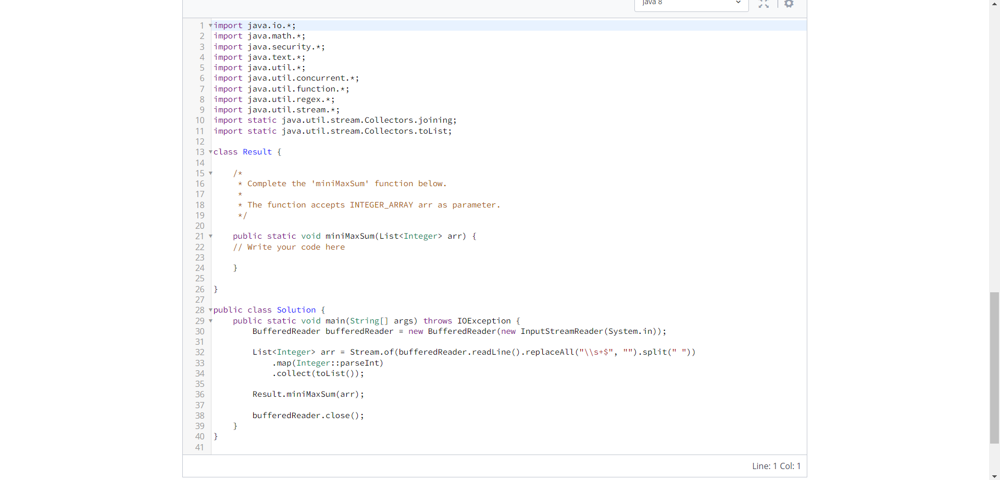 Java 8
1 import java.io.*;
2 import java.math.*;
3 import java.security.*;
4 import java.text.*;
5 import java.util.*;
6 import java.util.concurrent.*;
7 import java.util.function.*;
8 import java.util.regex.*;
9 import java.util.stream.*;
10 import static java.util.stream.Collectors.joining;
11 import static java.util.stream.Collectors.toList;
12
13 class Result {
14
15     /*
16      * Complete the 'miniMaxSum' function below.
17      *
18      * The function accepts INTEGER_ARRAY arr as parameter.
19      */
20
21     public static void miniMaxSum(List<Integer> arr) {
22     // Write your code here
23
24     }
25
26 }
27
28 public class Solution {
29     public static void main(String[] args) throws IOException {
30         BufferedReader bufferedReader = new BufferedReader(new InputStreamReader(System.in));
31
32         List<Integer> arr = Stream.of(bufferedReader.readLine().replaceAll("\\s+$", "").split(" "))
33             .map(Integer::parseInt)
34             .collect(toList());
35
36         Result.miniMaxSum(arr);
37
38         bufferedReader.close();
39     }
40 }
41
Line: 1 Col: 1